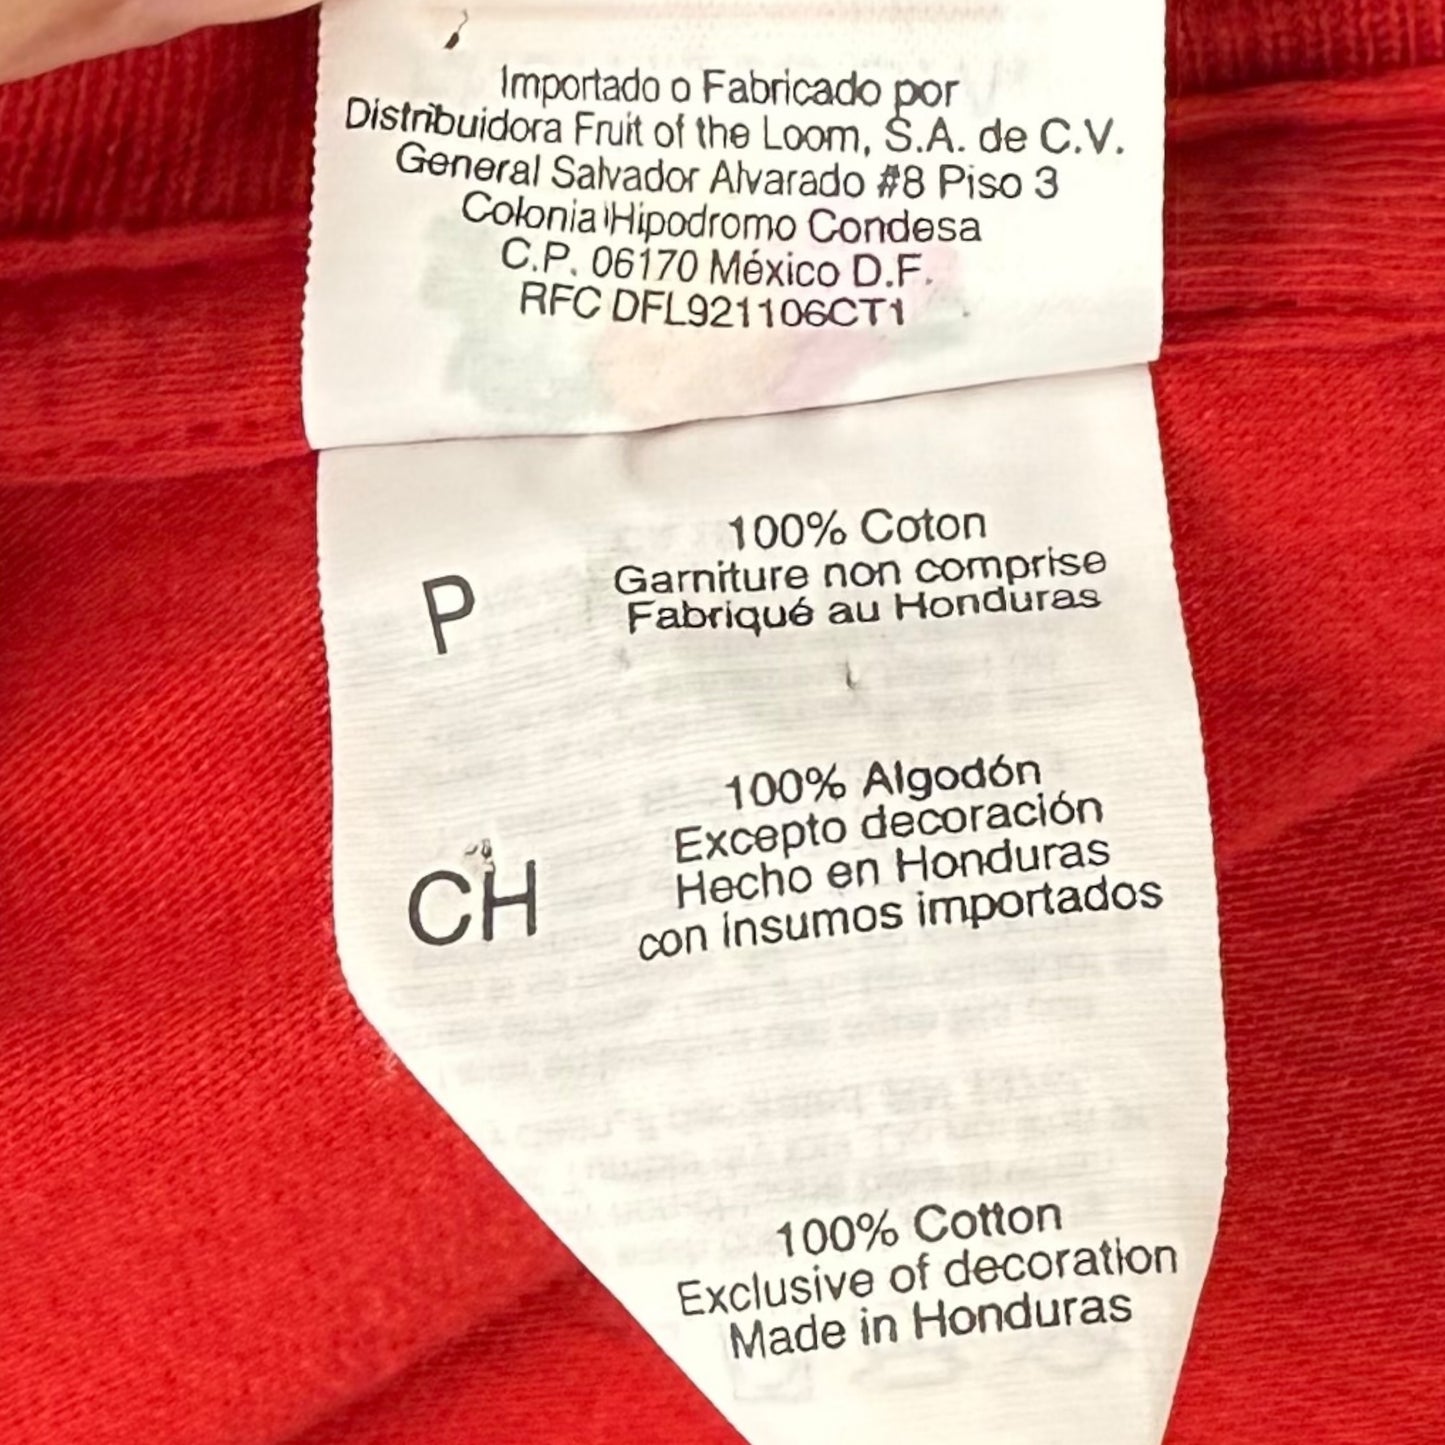 Importado o Fabricado por
Distribuidora Fruit of the Loom, S.A. de C.V.
General Salvador Alvarado #8 Piso 3
Colonia Hipodromo Condesa
C.P. 06170 México D.F.
RFC DFL921106CT1
P
100% Coton
Garniture non comprise
Fabriqué au Honduras
CH
100% Algodón
Excepto decoración
Hecho en Honduras
con insumos importados
100% Cotton
Exclusive of decoration
Made in Honduras